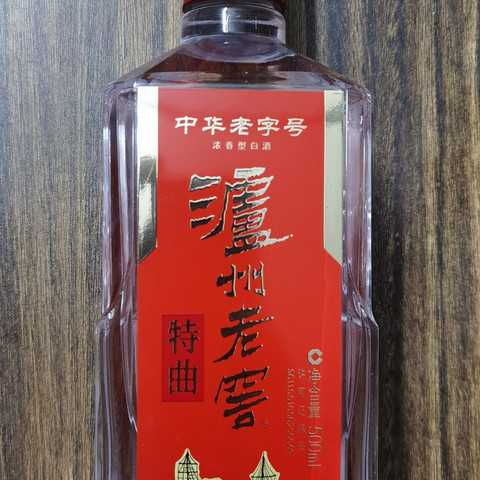 中华老字号
浓香型白酒
泸州老窖
特曲
净含量 500ml